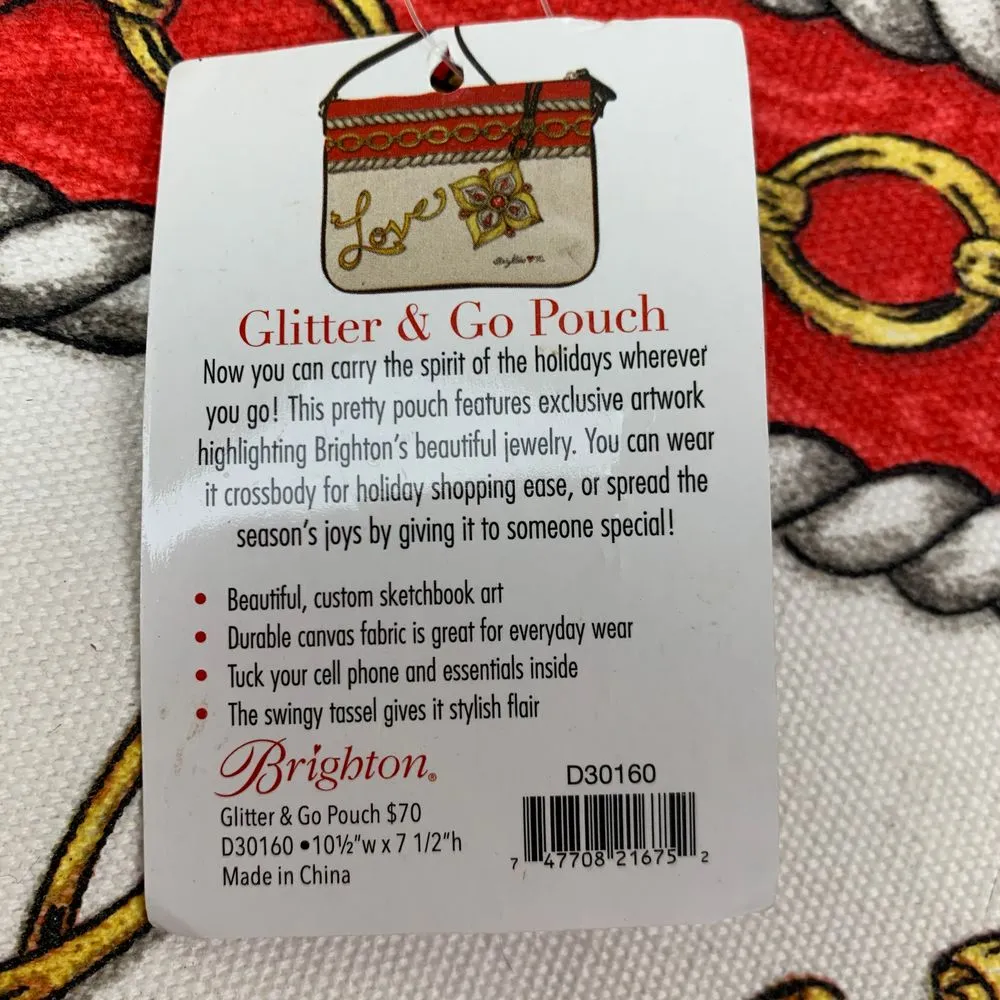 Love
Glitter & Go Pouch
Now you can carry the spirit of the holidays wherever
you go! This pretty pouch features exclusive artwork
highlighting Brighton's beautiful jewelry. You can wear
it crossbody for holiday shopping ease, or spread the
season's joys by giving it to someone special!
• Beautiful, custom sketchbook art
• Durable canvas fabric is great for everyday wear
• Tuck your cell phone and essentials inside
• The swingy tassel gives it stylish flair
Brighton®
Glitter & Go Pouch $70
D30160 • 10½"w x 7 1/2"h
Made in China
D30160
7 47708 21675 2